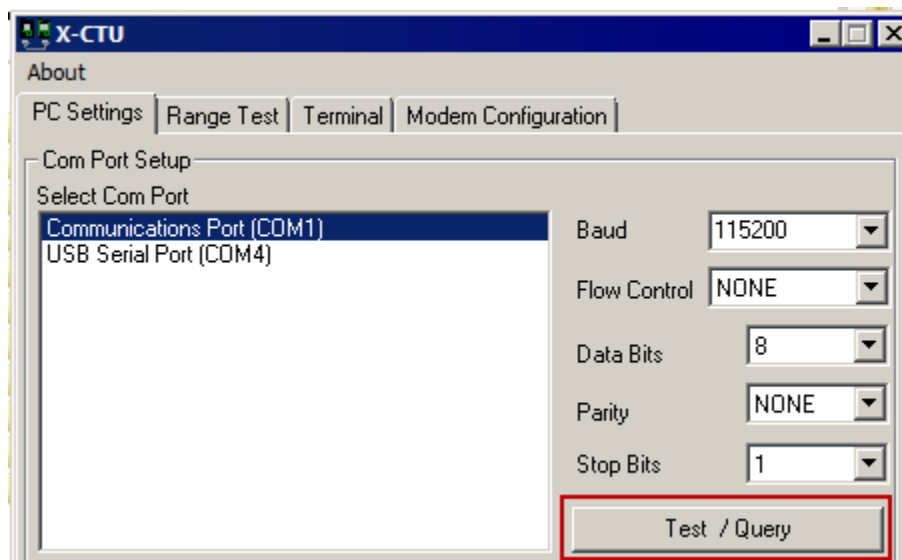 X-CTU
About
PC Settings Range Test Terminal Modem Configuration
Com Port Setup
Select Com Port
Communications Port (COM1)
USB Serial Port (COM4)
Baud 115200
Flow Control NONE
Data Bits 8
Parity NONE
Stop Bits 1
Test / Query